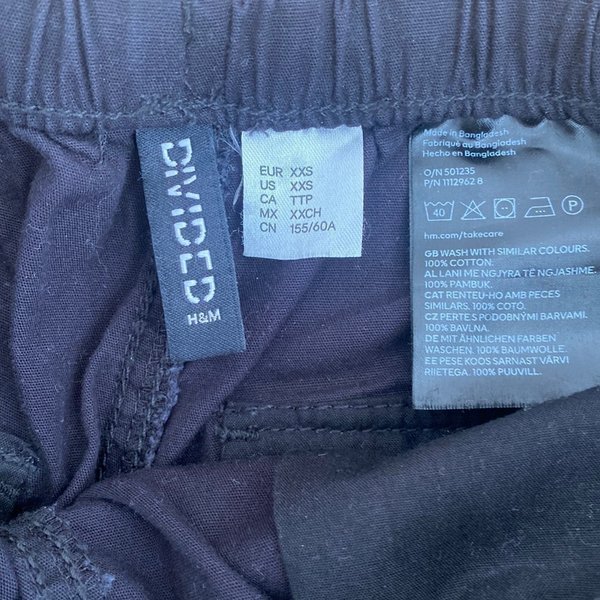 DIVIDED
H&M
EUR XXS
US XXS
CA TTP
MX XXCH
CN 155/60A
Made in Bangladesh
Fabriqué au Bangladesh
Hecho en Bangladesh
O/N 501235
P/N 1112962 8
40 P
hm.com/takecare
GB WASH WITH SIMILAR COLOURS.
100% COTTON.
AL LANI ME NGJYRA TË NGJASHME.
100% PAMBUK.
CAT RENTEU-HO AMB PECES
SIMILARS. 100% COTÓ.
CZ PERTE S PODOBNÝMI BARVAMI.
100% BAVLNA.
DE MIT ÄHNLICHEN FARBEN
WASCHEN. 100% BAUMWOLLE.
EE PESE KOOS SARNAST VÄRVI
RIIETEGA. 100% PUUVILL.